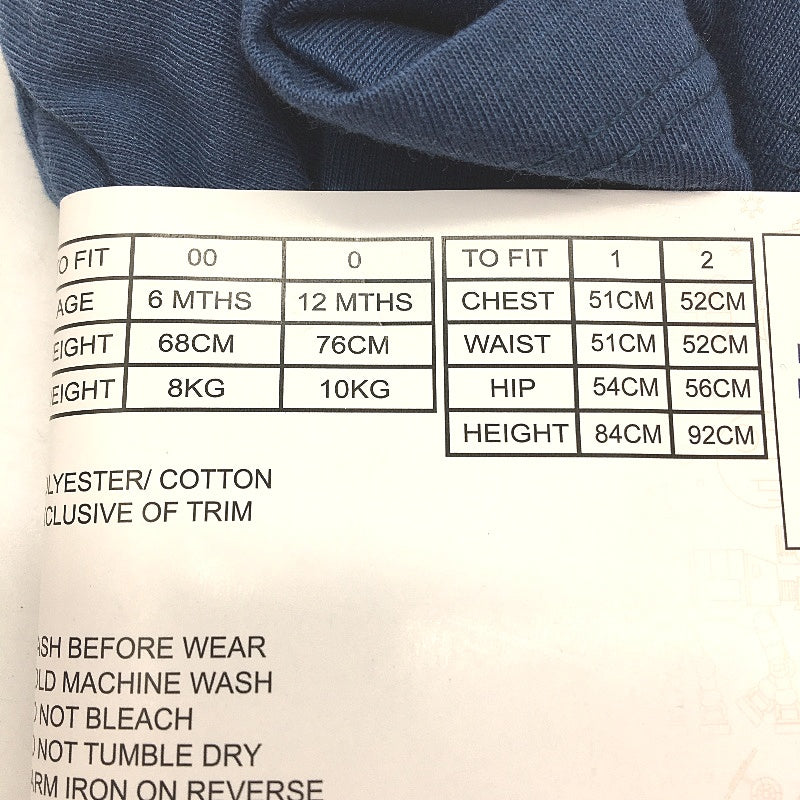 O FIT 00 0
AGE 6 MTHS 12 MTHS
EIGHT 68CM 76CM
EIGHT 8KG 10KG
TO FIT 1 2
CHEST 51CM 52CM
WAIST 51CM 52CM
HIP 54CM 56CM
HEIGHT 84CM 92CM
LYESTER/ COTTON
CLUSIVE OF TRIM
ASH BEFORE WEAR
LD MACHINE WASH
NOT BLEACH
NOT TUMBLE DRY
ARM IRON ON REVERSE